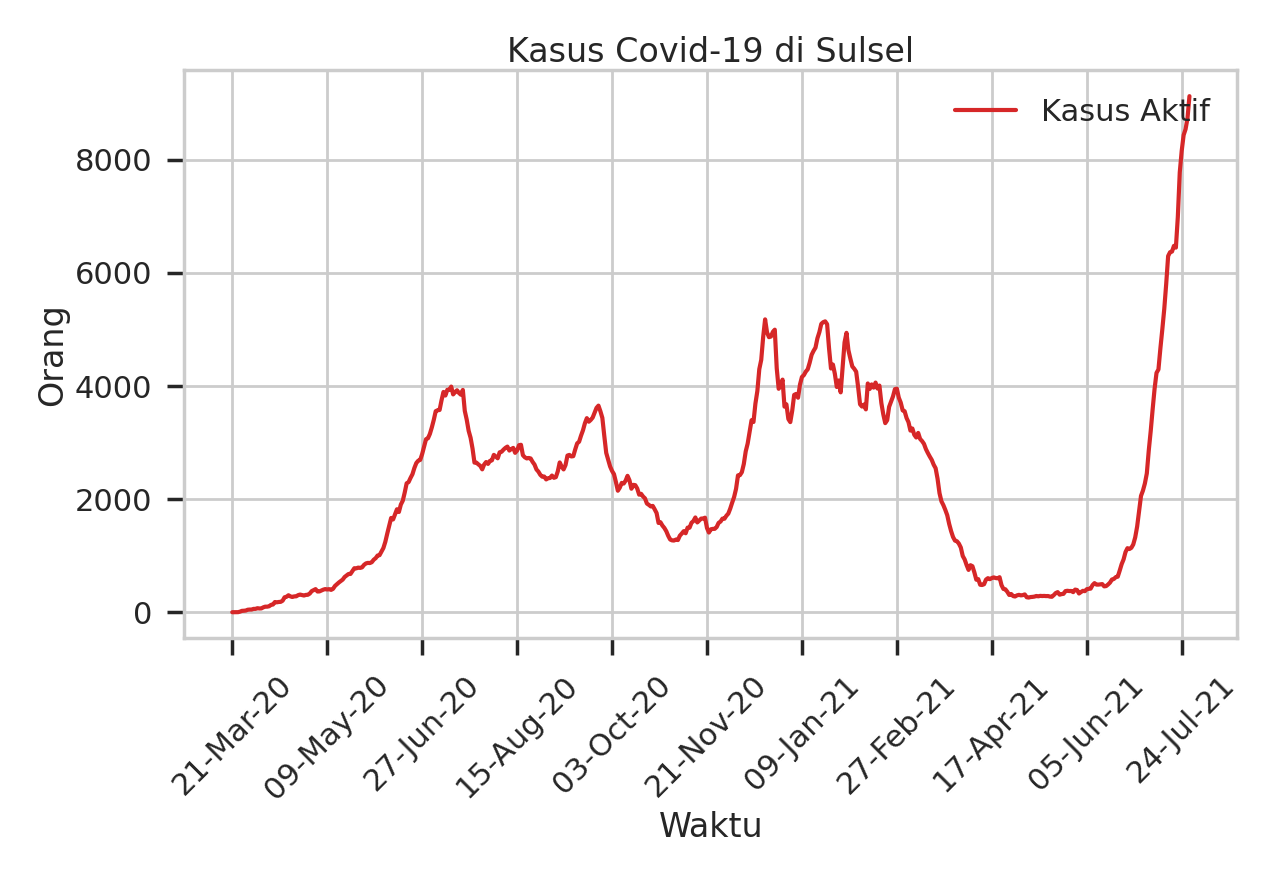 Kasus Covid-19 di Sulsel
Kasus Aktif
8000
6000
4000
2000
0
Orang
21-Mar-20
09-May-20
27-Jun-20
15-Aug-20
03-Oct-20
21-Nov-20
09-Jan-21
27-Feb-21
17-Apr-21
05-Jun-21
24-Jul-21
Waktu